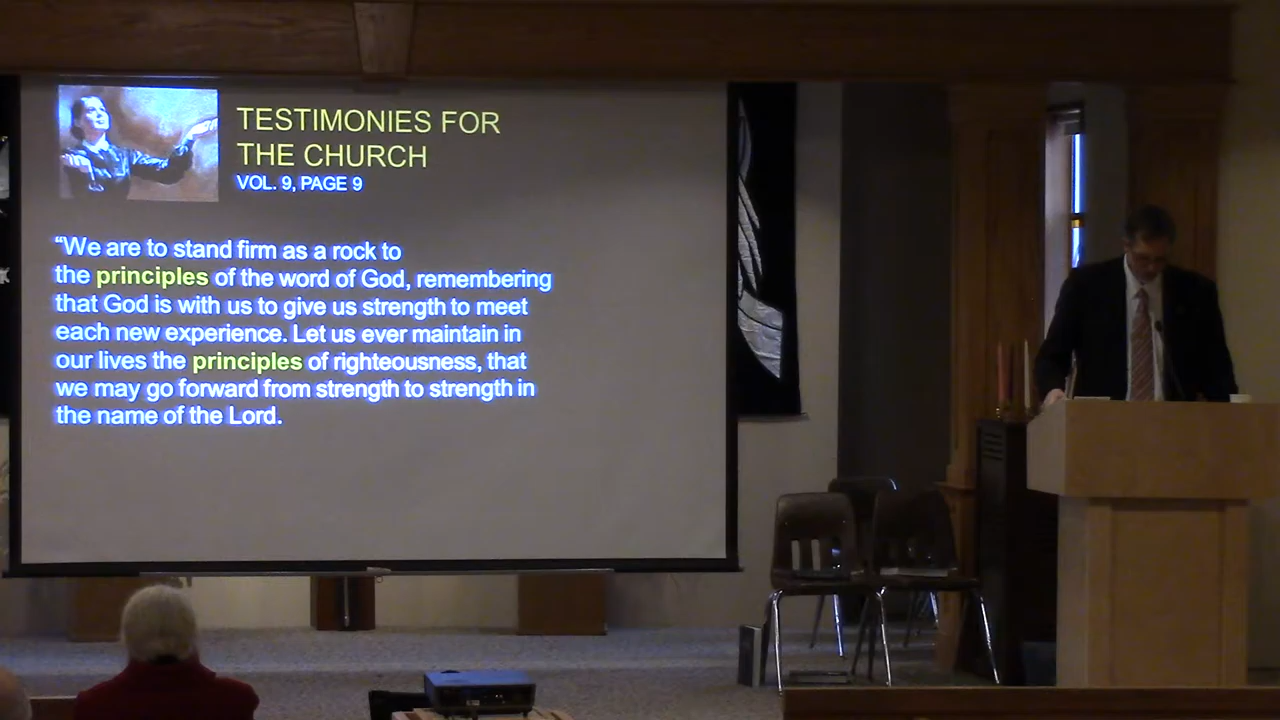 TESTIMONIES FOR
THE CHURCH
VOL. 9, PAGE 9
“We are to stand firm as a rock to
the principles of the word of God, remembering
that God is with us to give us strength to meet
each new experience. Let us ever maintain in
our lives the principles of righteousness, that
we may go forward from strength to strength in
the name of the Lord.